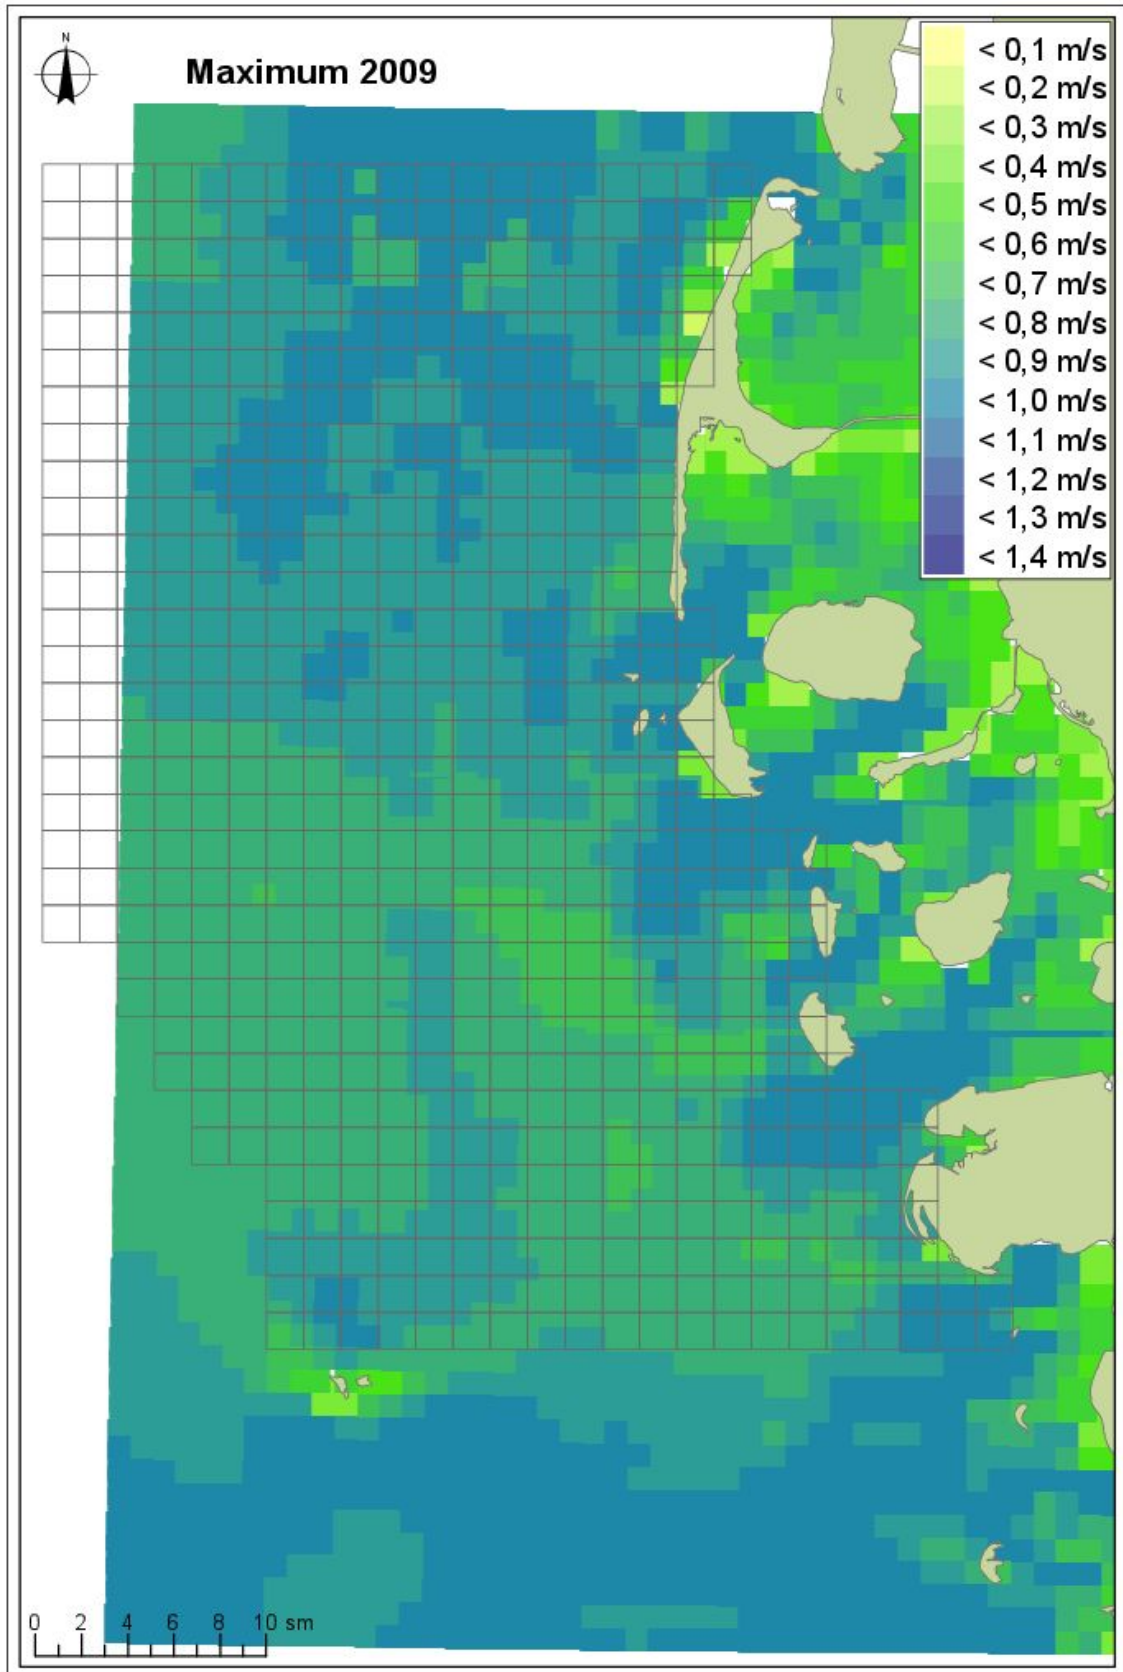 N
Maximum 2009
< 0,1 m/s
< 0,2 m/s
< 0,3 m/s
< 0,4 m/s
< 0,5 m/s
< 0,6 m/s
< 0,7 m/s
< 0,8 m/s
< 0,9 m/s
< 1,0 m/s
< 1,1 m/s
< 1,2 m/s
< 1,3 m/s
< 1,4 m/s
0 2 4 6 8 10 sm